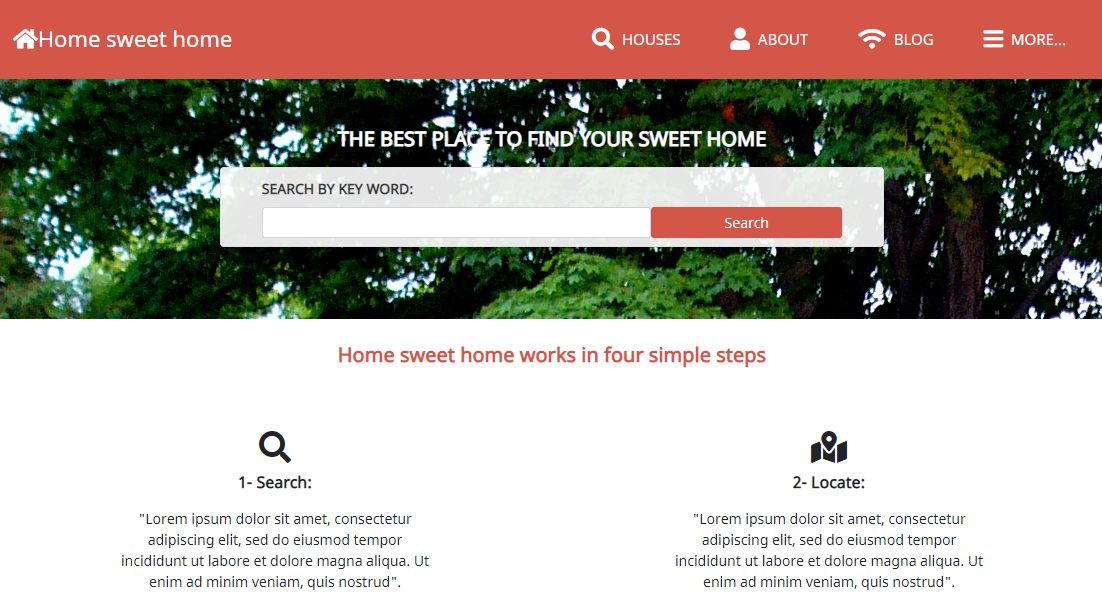 Home sweet home
HOUSES
ABOUT
BLOG
MORE...
THE BEST PLACE TO FIND YOUR SWEET HOME
SEARCH BY KEY WORD:
Search
Home sweet home works in four simple steps
1- Search:
"Lorem ipsum dolor sit amet, consectetur
adipiscing elit, sed do eiusmod tempor
incididunt ut labore et dolore magna aliqua. Ut
enim ad minim veniam, quis nostrud".
2- Locate:
"Lorem ipsum dolor sit amet, consectetur
adipiscing elit, sed do eiusmod tempor
incididunt ut labore et dolore magna aliqua. Ut
enim ad minim veniam, quis nostrud".